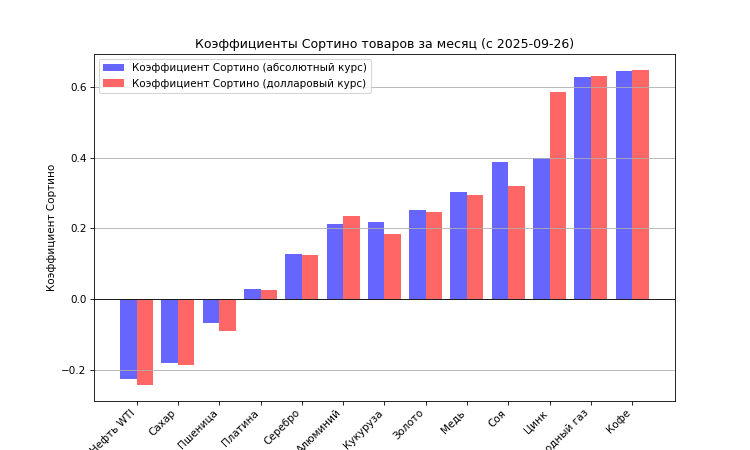 Коэффициенты Сортино товаров за месяц (с 2025-09-26)
Коэффициент Сортино (абсолютный курс)
Коэффициент Сортино (долларовый курс)
Коэффициент Сортино
0.6
0.4
0.2
0.0
−0.2
Нефть WTI
Сахар
Пшеница
Платина
Серебро
Алюминий
Кукуруза
Золото
Медь
Соя
Цинк
одный газ
Кофе